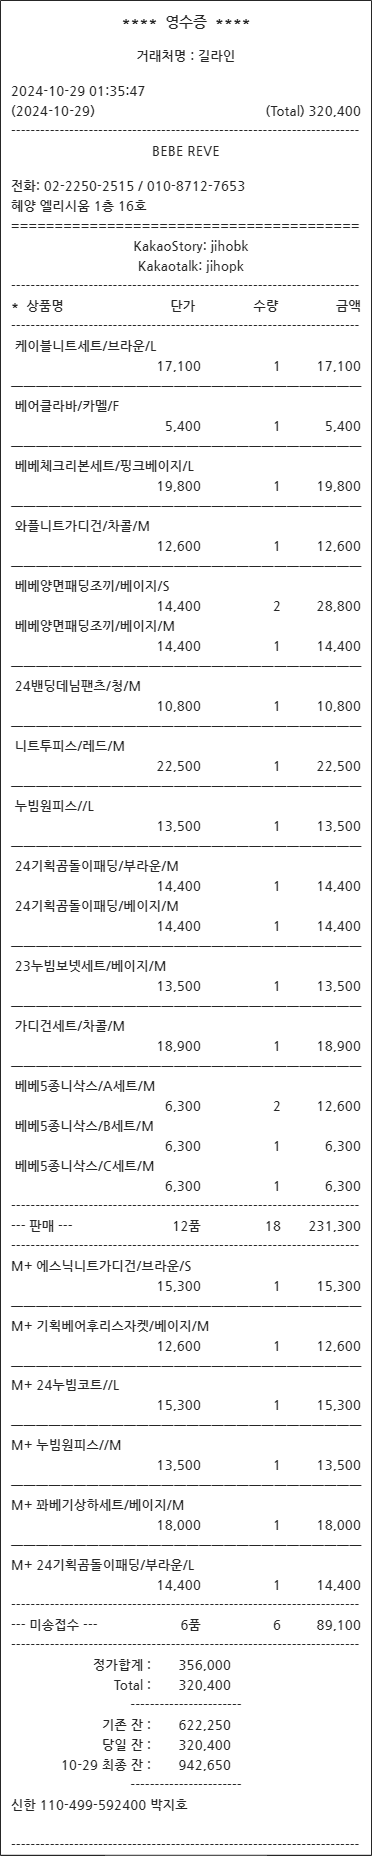 **** 영수증 ****
거래처명 : 길라인
2024-10-29 01:35:47
(2024-10-29) (Total) 320,400
BEBE REVE
전화: 02-2250-2515 / 010-8712-7653
혜양 엘리시움 1층 16호
========================================
KakaoStory: jihobk
Kakaotalk: jihopk
* 상품명 단가 수량 금액
케이블니트세트/브라운/L
17,100 1 17,100
베어클라바/카멜/F
5,400 1 5,400
베베체크리본세트/핑크베이지/L
19,800 1 19,800
와플니트가디건/차콜/M
12,600 1 12,600
베베양면패딩조끼/베이지/S
14,400 2 28,800
베베양면패딩조끼/베이지/M
14,400 1 14,400
24밴딩데님팬츠/청/M
10,800 1 10,800
니트투피스/레드/M
22,500 1 22,500
누빔원피스//L
13,500 1 13,500
24기획곰돌이패딩/부라운/M
14,400 1 14,400
24기획곰돌이패딩/베이지/M
14,400 1 14,400
23누빔보넷세트/베이지/M
13,500 1 13,500
가디건세트/차콜/M
18,900 1 18,900
베베5종니삭스/A세트/M
6,300 2 12,600
베베5종니삭스/B세트/M
6,300 1 6,300
베베5종니삭스/C세트/M
6,300 1 6,300
--- 판매 --- 12품 18 231,300
M+ 에스닉니트가디건/브라운/S
15,300 1 15,300
M+ 기획베어후리스자켓/베이지/M
12,600 1 12,600
M+ 24누빔코트//L
15,300 1 15,300
M+ 누빔원피스//M
13,500 1 13,500
M+ 꽈베기상하세트/베이지/M
18,000 1 18,000
M+ 24기획곰돌이패딩/부라운/L
14,400 1 14,400
--- 미송접수 --- 6품 6 89,100
정가합계 : 356,000
Total : 320,400
기존 잔 : 622,250
당일 잔 : 320,400
10-29 최종 잔 : 942,650
신한 110-499-592400 박지호